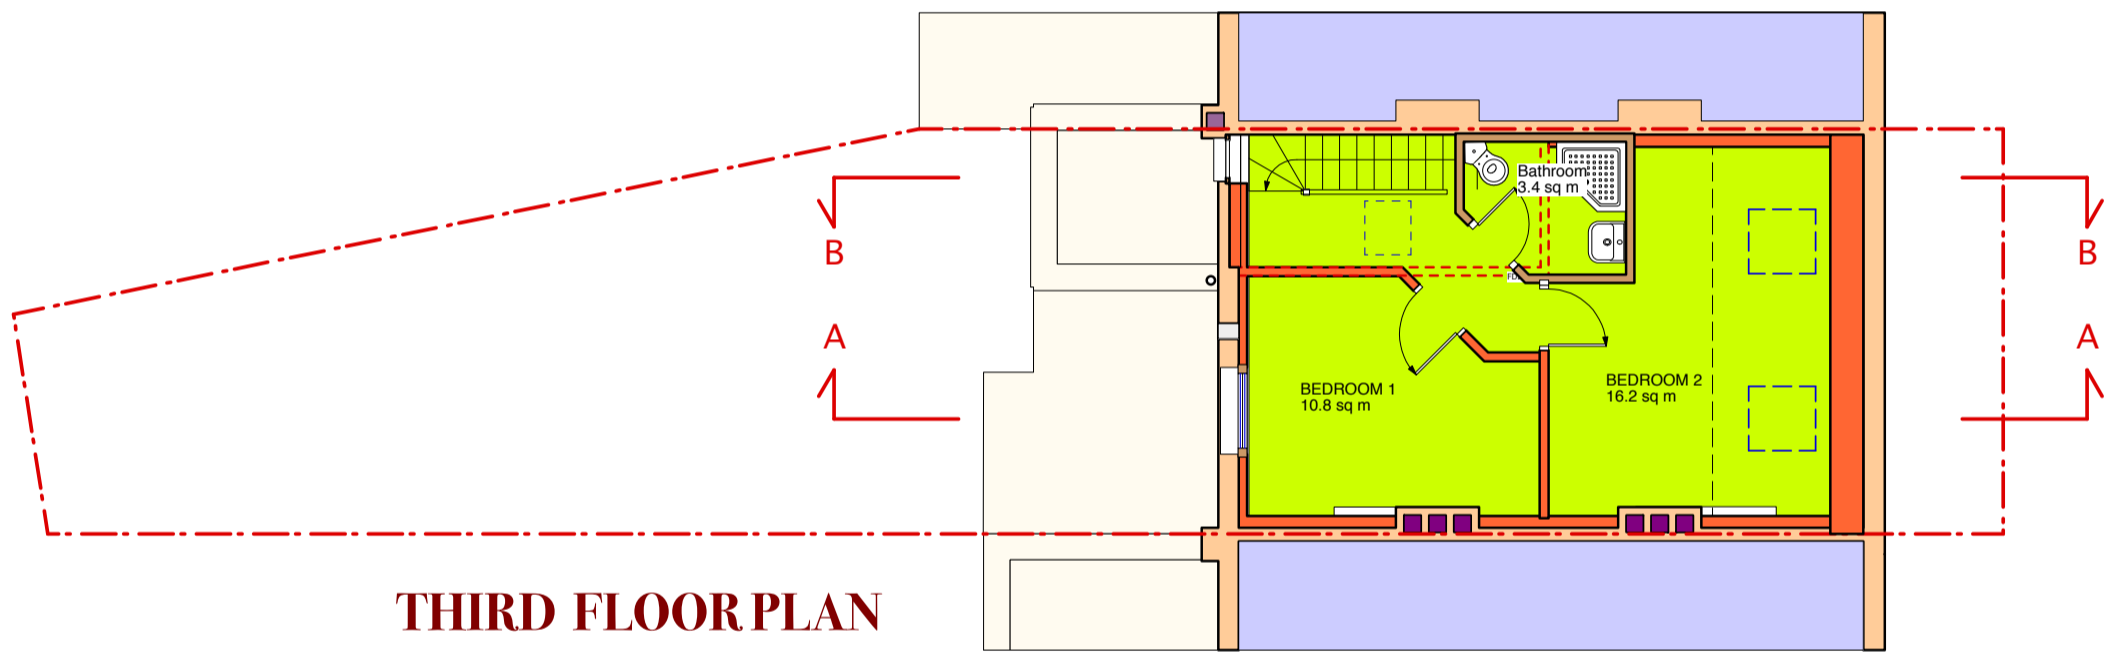 Bathroom
3.4 sq m
B
B
A
A
BEDROOM 1
10.8 sq m
BEDROOM 2
16.2 sq m
THIRD FLOOR PLAN